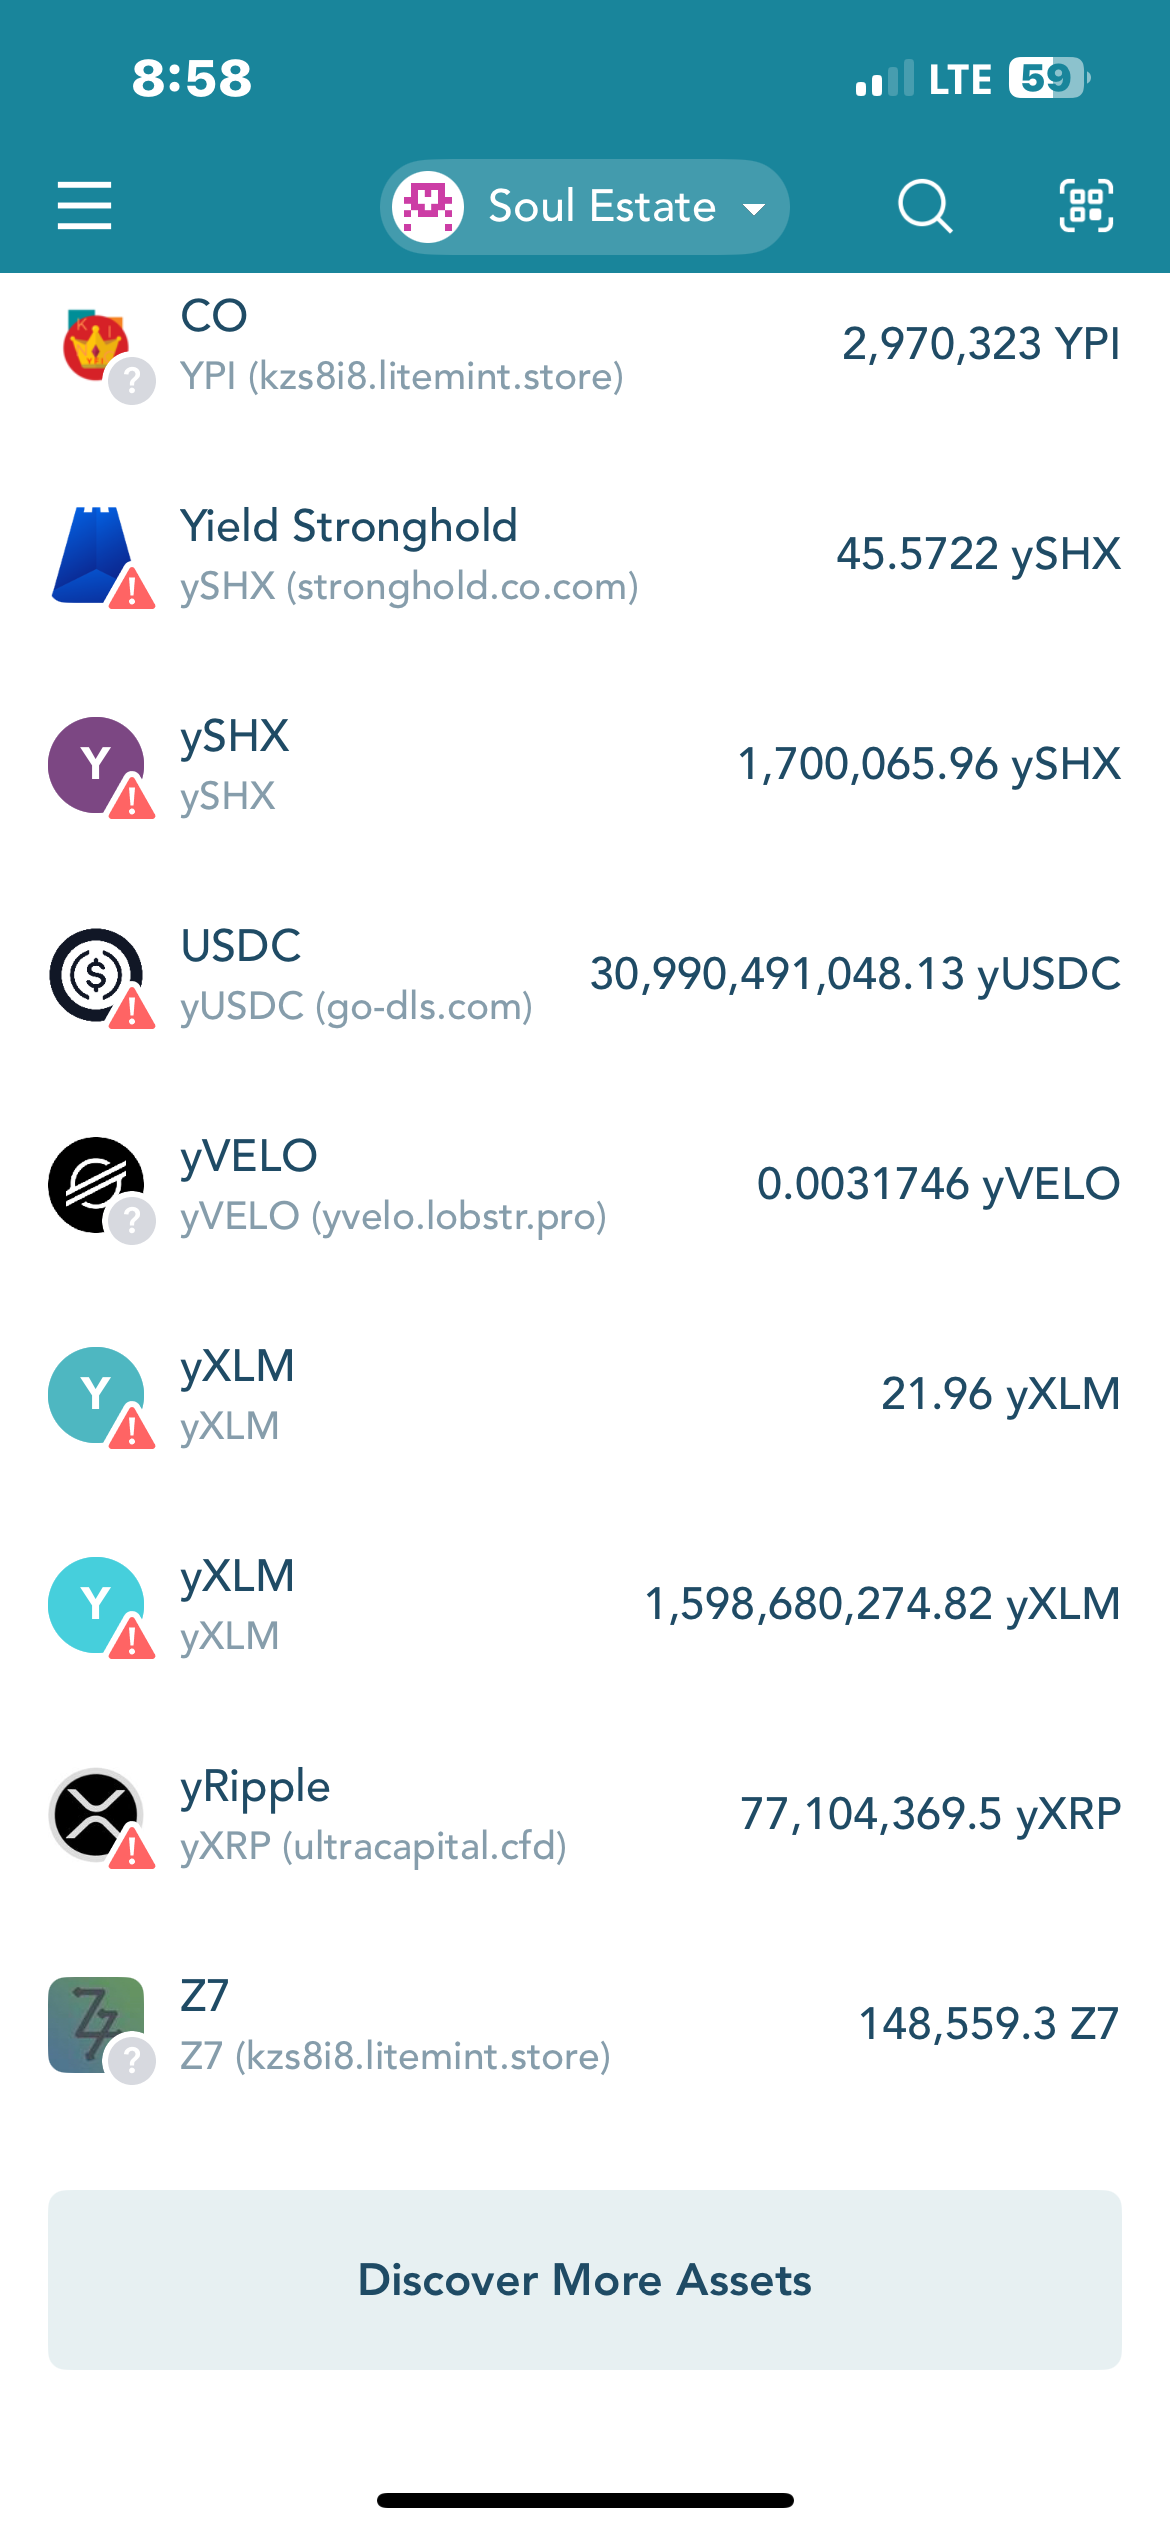 8:58
LTE 59
Soul Estate
CO
YPI (kzs8i8.litemint.store)
2,970,323 YPI
Yield Stronghold
ySHX (stronghold.co.com)
45.5722 ySHX
Y
ySHX
ySHX
1,700,065.96 ySHX
USDC
yUSDC (go-dls.com)
30,990,491,048.13 yUSDC
yVELO
yVELO (yvelo.lobstr.pro)
0.0031746 yVELO
Y
yXLM
yXLM
21.96 yXLM
Y
yXLM
yXLM
1,598,680,274.82 yXLM
yRipple
yXRP (ultracapital.cfd)
77,104,369.5 yXRP
Z7
Z7 (kzs8i8.litemint.store)
148,559.3 Z7
Discover More Assets